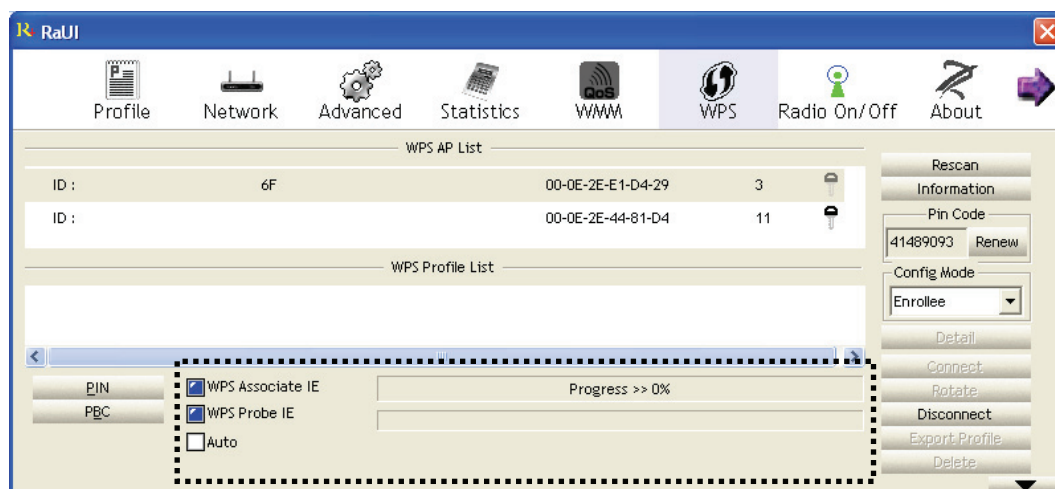 RaUI
Profile Network Advanced Statistics WMM WPS Radio On/Off About
WPS AP List
ID : 6F 00-0E-2E-E1-D4-29 3
ID : 00-0E-2E-44-81-D4 11
Rescan
Information
Pin Code
41489093 Renew
WPS Profile List
Config Mode
Enrollee
Detail
Connect
Rotate
Disconnect
Export Profile
Delete
PIN
PBC
WPS Associate IE Progress >> 0%
WPS Probe IE
Auto
QoS